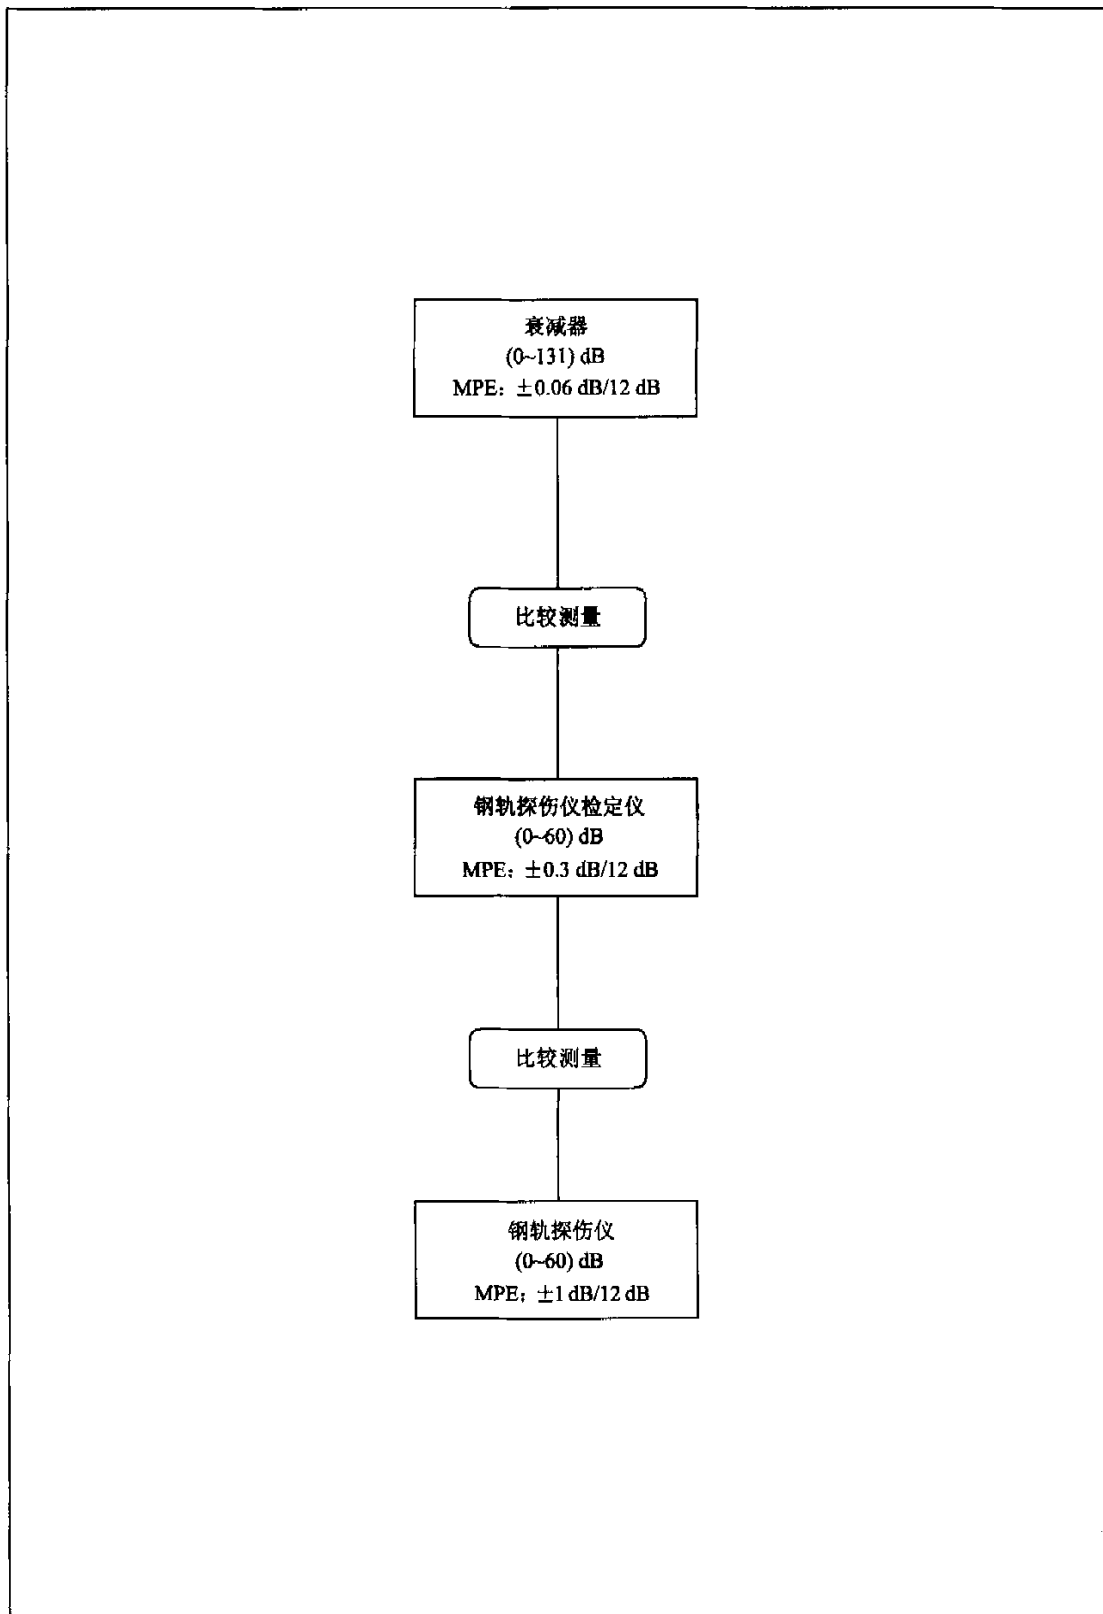 衰减器
(0~131) dB
MPE：±0.06 dB/12 dB
比较测量
钢轨探伤仪检定仪
(0~60) dB
MPE：±0.3 dB/12 dB
比较测量
钢轨探伤仪
(0~60) dB
MPE：±1 dB/12 dB